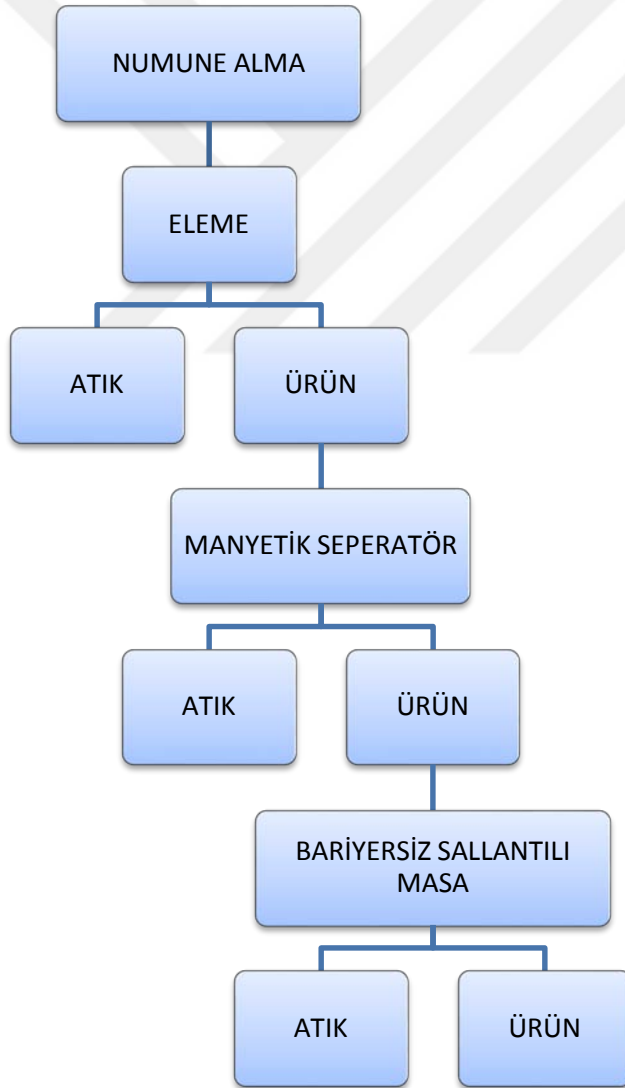 NUMUNE ALMA
ELEME
ATIK
ÜRÜN
MANYETİK SEPERATÖR
ATIK
ÜRÜN
BARİYERSİZ SALLANTILI
MASA
ATIK
ÜRÜN